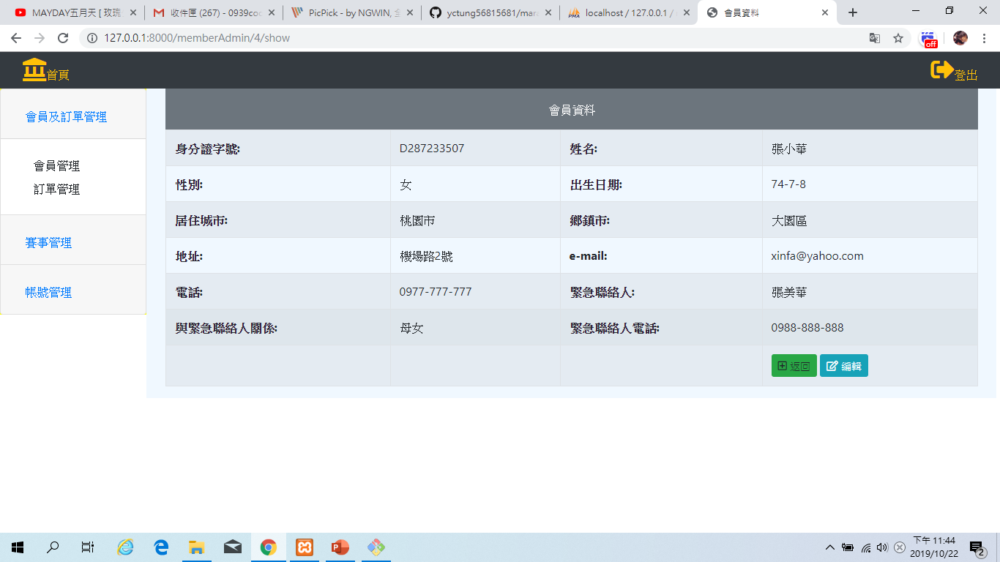 MAYDAY五月天 [ 玫瑰
收件匣 (267) - 0939coc
PicPick - by NGWIN, 全
yctung56815681/mara
localhost / 127.0.0.1 /
會員資料
127.0.0.1:8000/memberAdmin/4/show
off
首頁
登出
會員及訂單管理
會員管理
訂單管理
賽事管理
帳號管理
會員資料
身分證字號: D287233507 姓名: 張小華
性別: 女 出生日期: 74-7-8
居住城市: 桃園市 鄉鎮市: 大園區
地址: 機場路2號 e-mail: xinfa@yahoo.com
電話: 0977-777-777 緊急聯絡人: 張美華
與緊急聯絡人關係: 母女 緊急聯絡人電話: 0988-888-888
返回 編輯
下午 11:44
2019/10/22
2